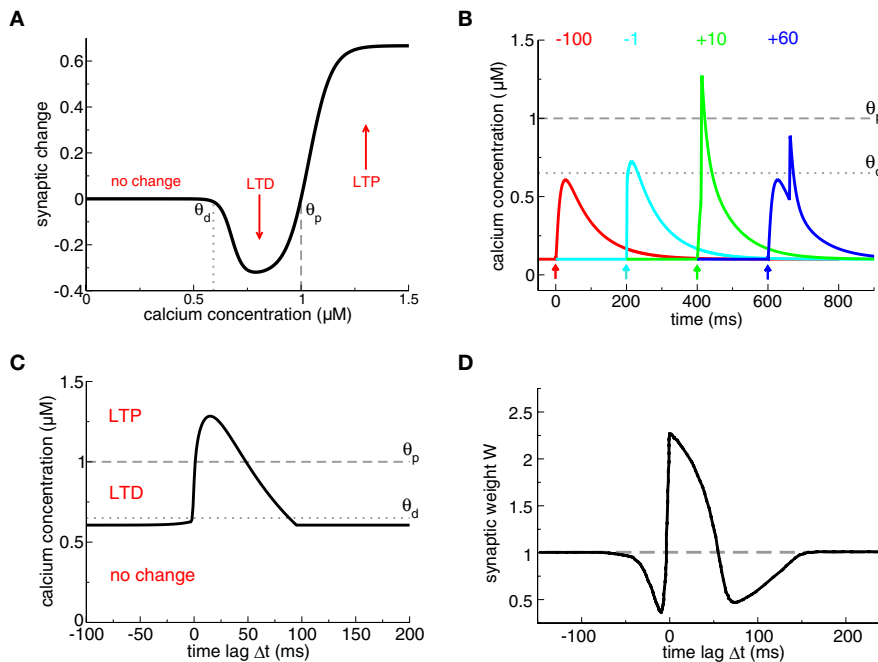 A
synaptic change
0.6
0.4
0.2
0
-0.2
-0.4
no change
LTD
LTP
θd
θp
0
0.5
1
1.5
calcium concentration (µM)
B
-100
-1
+10
+60
calcium concentration (µM)
1.5
1
0.5
0
θp
0
200
400
600
800
time (ms)
C
calcium concentration (µM)
1.5
1
0.5
0
LTP
LTD
no change
θp
θd
-100
-50
0
50
100
150
200
time lag Δt (ms)
D
synaptic weight W
2.5
2
1.5
1
0.5
-100
0
100
200
time lag Δt (ms)